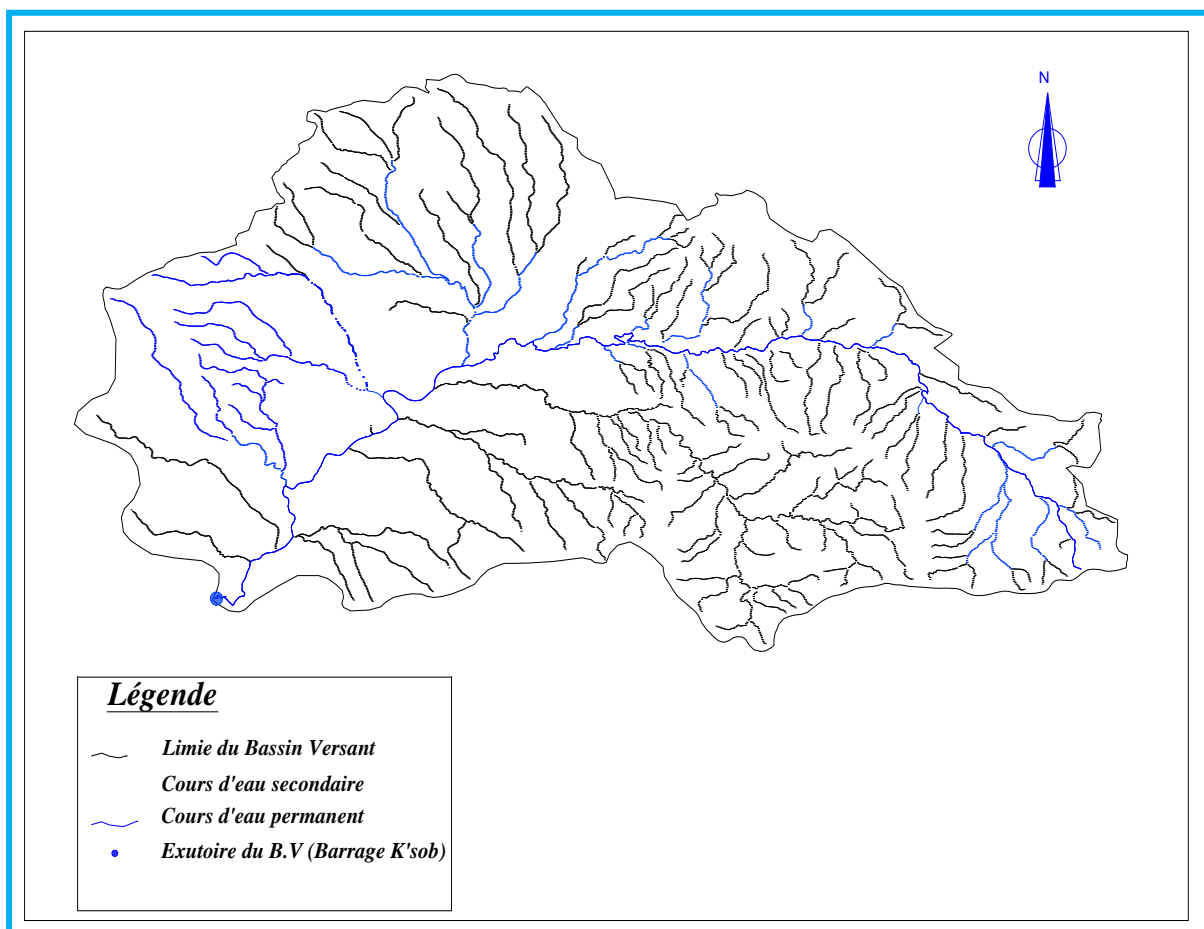 N
Légende
Limie du Bassin Versant
Cours d'eau secondaire
Cours d'eau permanent
Exutoire du B.V (Barrage K'sob)